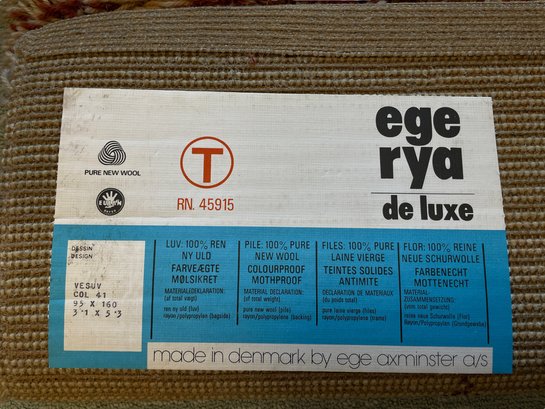 ege
rya
de luxe
PURE NEW WOOL
T
RN. 45915
DESSIN
DESIGN
VESUV
COL 41
95 X 160
3'1 X 5'3
LUV: 100% REN
NY ULD
FARVEÆGTE
MØLSIKRET
MATERIALEDEKLARATION:
(af total vægt)
ren ny uld (luv)
rayon/polypropylen (bagside)
PILE: 100% PURE
NEW WOOL
COLOURPROOF
MOTHPROOF
MATERIAL DECLARATION:
(of total weight)
pure new wool (pile)
rayon/polypropylene (backing)
FILES: 100% PURE
LAINE VIERGE
TEINTES SOLIDES
ANTIMITE
DECLARATION DE MATERIAUX
(du poids total)
pure laine vierge (files)
rayon/polypropylène (trame)
FLOR: 100% REINE
NEUE SCHURWOLLE
FARBENECHT
MOTTENECHT
MATERIAL-
ZUSAMMENSETZUNG:
(vom total gewicht)
reine neue Schurwolle (Flor)
Rayon/Polypropylen (Grundgewebe)
made in denmark by ege axminster a/s